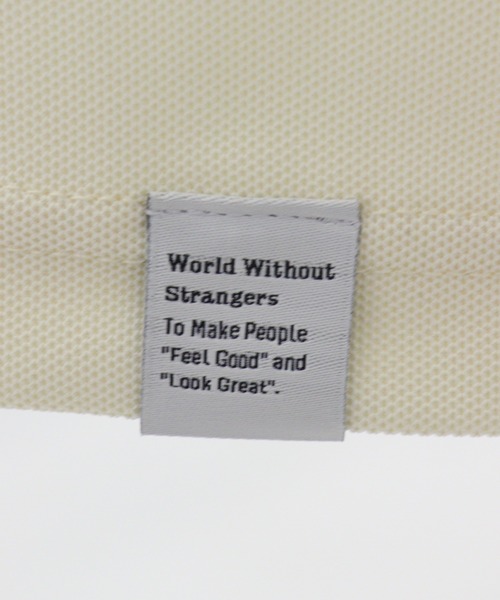 World Without
Strangers
To Make People
"Feel Good" and
"Look Great".